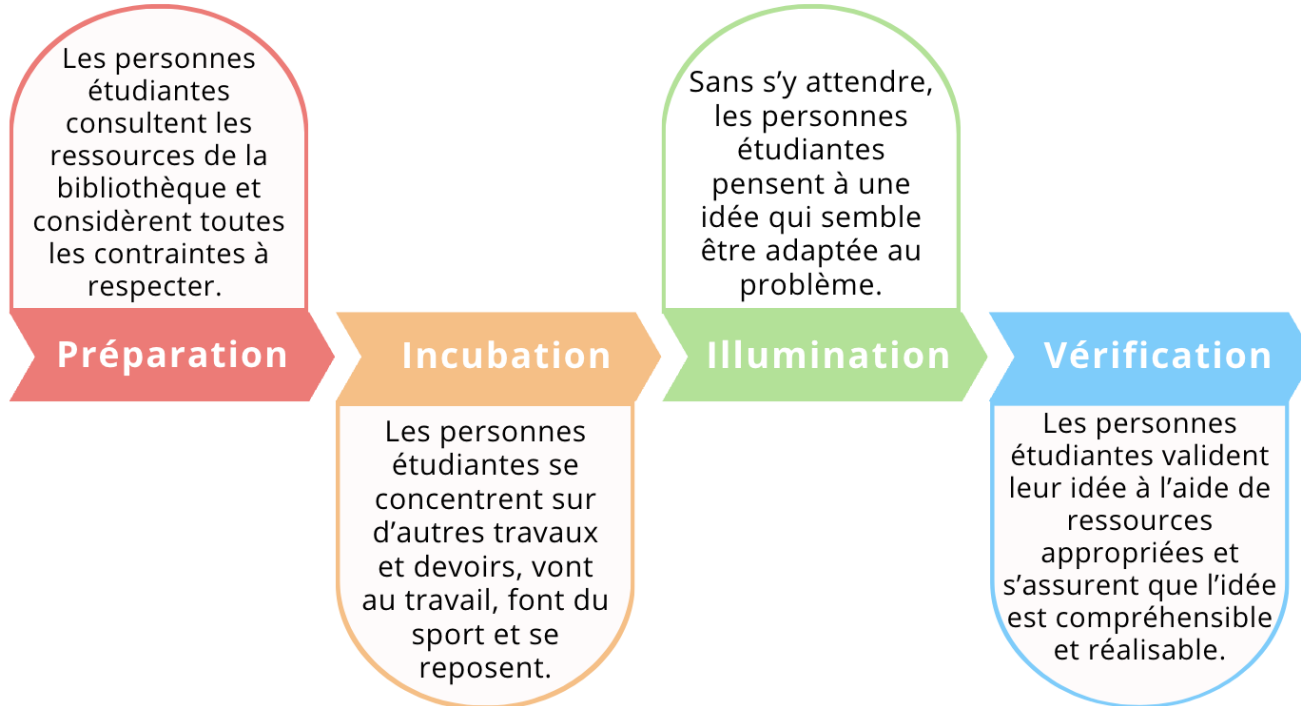 Les personnes
étudiantes
consultent les
ressources de la
bibliothèque et
considèrent toutes
les contraintes à
respecter.
Préparation
Incubation
Les personnes
étudiantes se
concentrent sur
d’autres travaux
et devoirs, vont
au travail, font du
sport et se
reposent.
Sans s’y attendre,
les personnes
étudiantes
pensent à une
idée qui semble
être adaptée au
problème.
Illumination
Vérification
Les personnes
étudiantes valident
leur idée à l’aide de
ressources
appropriées et
s’assurent que l’idée
est compréhensible
et réalisable.